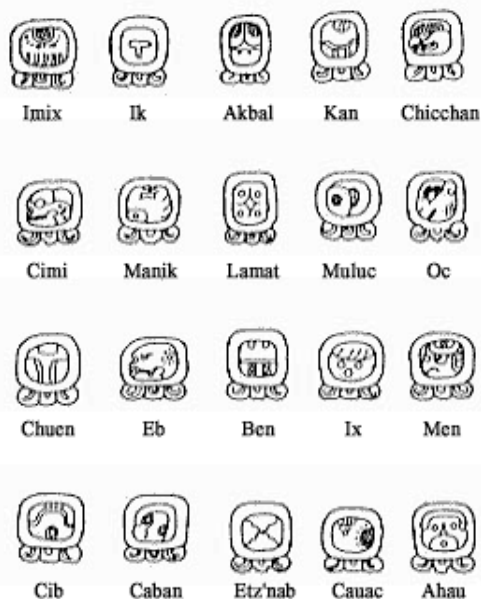 Imix Ik Akbal Kan Chicchan
Cimi Manik Lamat Muluc Oc
Chuen Eb Ben Ix Men
Cib Caban Etz'nab Cauac Ahau